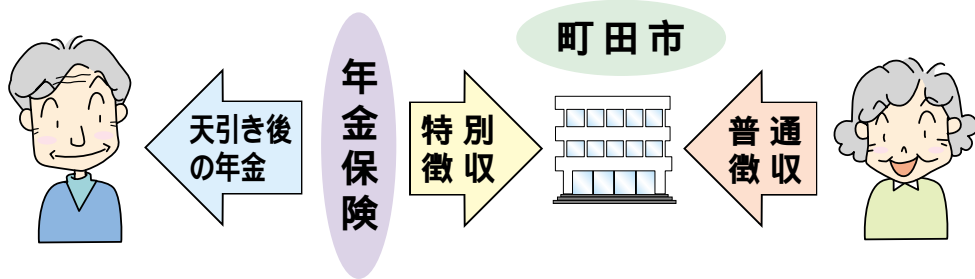 町田市
天引き後
の年金
年金保険
特別
徴収
普通
徴収